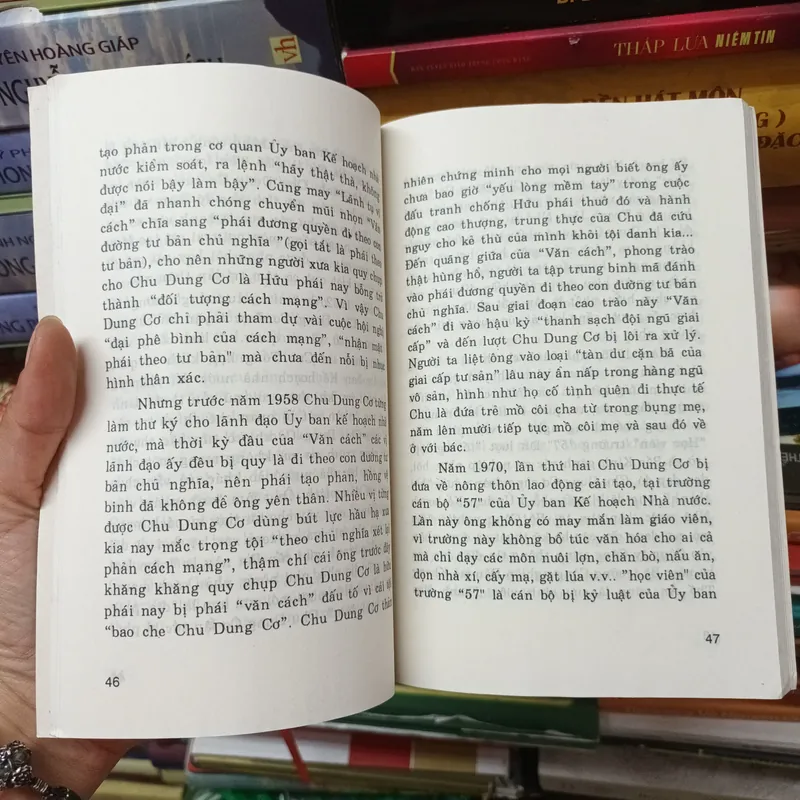 YÊN HOÀNG GIÁP
vh
THẮP LỬA NIỀM TIN
tạo phản trong cơ quan Ủy ban Kế hoạch nhà
nước kiểm soát, ra lệnh “hãy thật thà, không
được nói bậy làm bậy”. Cũng may “Lánh tụ vĩ
đại” đã nhanh chóng chuyển mũi nhọn “Văn
cách” chĩa sang “phái đương quyền đi theo con
đường tư bản chủ nghĩa ”(gọi tắt là phái theo
tư bản), cho nên những người xưa kia quy chụp
cho Chu Dung Cơ là Hữu phái nay bỗng trở
thành “đối tượng cách mạng”. Vì vậy Chu
Dung Cơ chỉ phải tham dự vài cuộc hội nghị
“đại phê bình của cách mạng”, “nhận mặt
phái theo tư bản" mà chưa đến nỗi bị nhục
hình thân xác.
Nhưng trước năm 1958 Chu Dung Cơ từng
làm thư ký cho lãnh đạo Ủy ban kế hoạch nhà
nước, mà thời kỳ đầu của “Văn cách” các vị
lãnh đạo ấy đều bị quy là đi theo con đường tư
bản chủ nghĩa, nên phái tạo phản, hồng vệ
binh đã không để ông yên thân. Nhiều vị từng
được Chu Dung Cơ dùng bút lực hầu hạ xưa
kia nay mắc trọng tội “theo chủ nghĩa xét lại
phản cách mạng”, thậm chí cái ông trước đây
khăng khăng quy chụp Chu Dung Cơ là hữu
phái nay bị phái “văn cách” đấu tố vì cái tội
“bao che Chu Dung Cơ”. Chu Dung Cơ thản
46
nhiên chứng minh cho mọi người biết ông ấy
chưa bao giờ “yếu lòng mềm tay” trong cuộc
đấu tranh chống Hữu phái thuở đó và hành
động cao thượng, trung thực của Chu đã cứu
nguy cho kẻ thù của mình khỏi tội danh kia...
Đến quãng giữa của “Văn cách”, phong trào
thật hùng hổ, người ta tập trung binh mã đánh
vào phái đương quyền đi theo con đường tư bản
chủ nghĩa. Sau giai đoạn cao trào này “Văn
cách” đi vào hậu kỳ “thanh sạch đội ngũ giai
cấp” và đến lượt Chu Dung Cơ bị lôi ra xử lý.
Người ta liệt ông vào loại “tàn dư cặn bã của
giai cấp tư sản” lâu nay ẩn nấp trong hàng ngũ
vô sản, hình như họ cố tình quên đi thực tế
Chu là đứa trẻ mồ côi cha từ trong bụng mẹ,
năm lên mười tiếp tục mồ côi mẹ và sau đó về
ở với bác.
Năm 1970, lần thứ hai Chu Dung Cơ bị
đưa về nông thôn lao động cải tạo, tại trường
cán bộ "57" của Ủy ban Kế hoạch Nhà nước.
Lần này ông không có may mắn làm giáo viên,
vì trường này không bổ túc văn hóa cho ai cả
mà chỉ dạy các môn nuôi lợn, chăn bò, nấu ăn,
dọn nhà xí, cấy mạ, gặt lúa v.v.. "học viên" của
trường “57" là cán bộ bị kỷ luật của Ủy ban
47